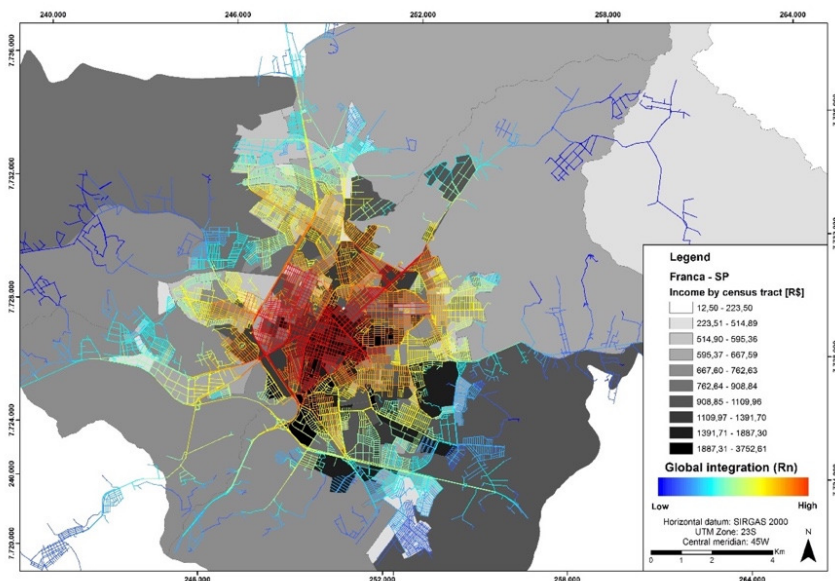 240.000 246.000 252.000 258.000 264.000
7.736.000
7.732.000
7.728.000
7.724.000
240.000
7.720.000
Legend
Franca - SP
Income by census tract [R$]
12,50 - 223,50
223,51 - 514,89
514,90 - 595,36
595,37 - 667,59
667,60 - 762,63
762,64 - 908,84
908,85 - 1109,96
1109,97 - 1391,70
1391,71 - 1887,30
1887,31 - 3752,61
Global integration (Rn)
Low High
Horizontal datum: SIRGAS 2000
UTM Zone: 23S
Central meridian: 45W
N
Km
0 1 2 4
252.000 264.000